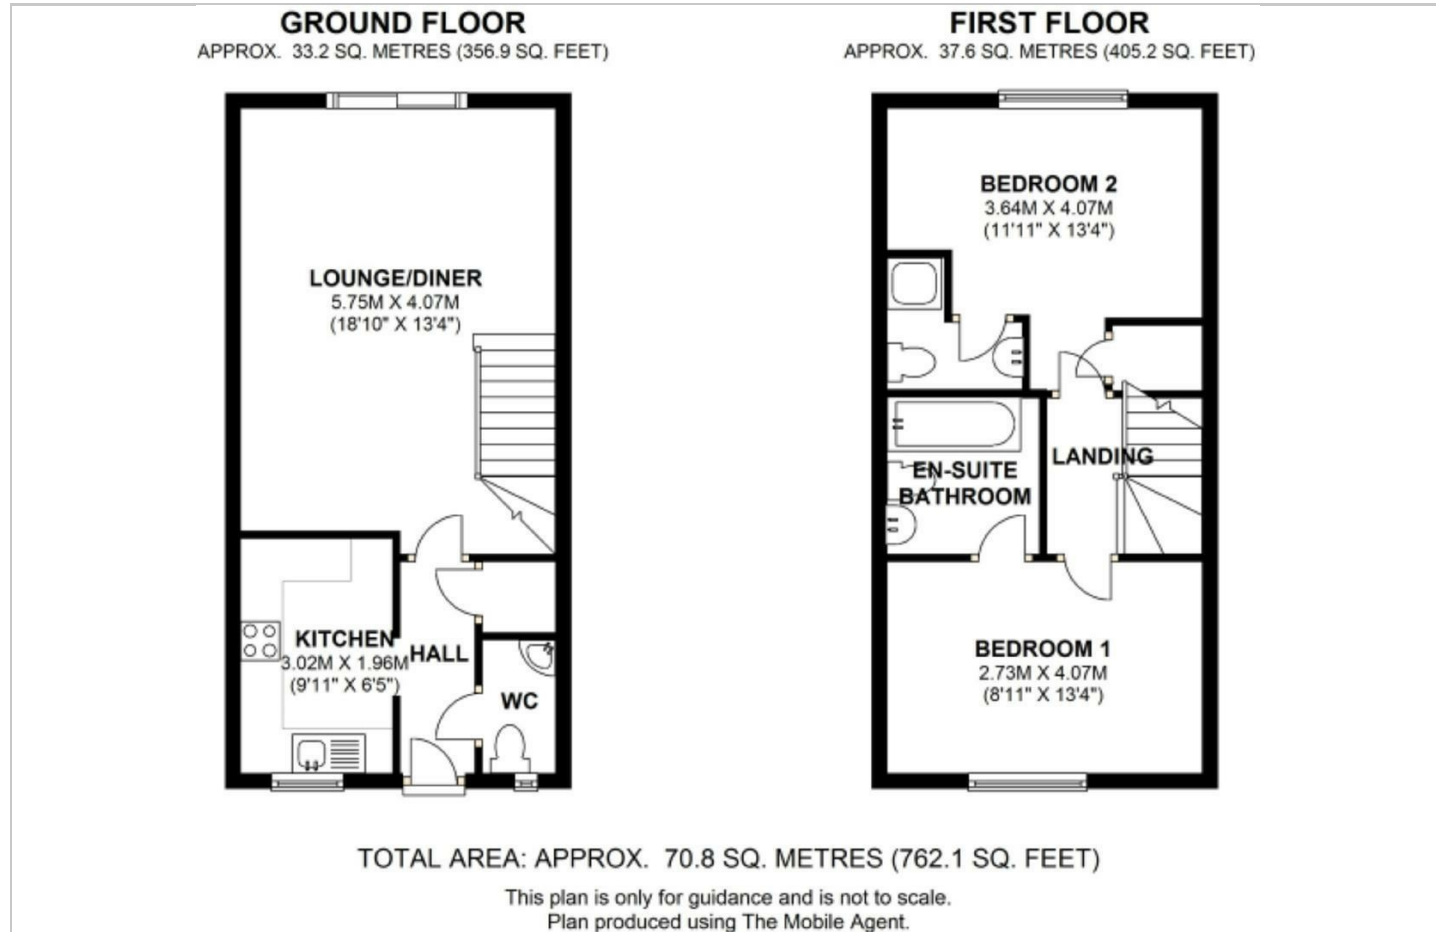 GROUND FLOOR
APPROX. 33.2 SQ. METRES (356.9 SQ. FEET)
LOUNGE/DINER
5.75M X 4.07M
(18'10" X 13'4")
KITCHEN
3.02M X 1.96M
(9'11" X 6'5")
HALL
WC
FIRST FLOOR
APPROX. 37.6 SQ. METRES (405.2 SQ. FEET)
BEDROOM 2
3.64M X 4.07M
(11'11" X 13'4")
EN-SUITE
BATHROOM
LANDING
BEDROOM 1
2.73M X 4.07M
(8'11" X 13'4")
TOTAL AREA: APPROX. 70.8 SQ. METRES (762.1 SQ. FEET)
This plan is only for guidance and is not to scale.
Plan produced using The Mobile Agent.